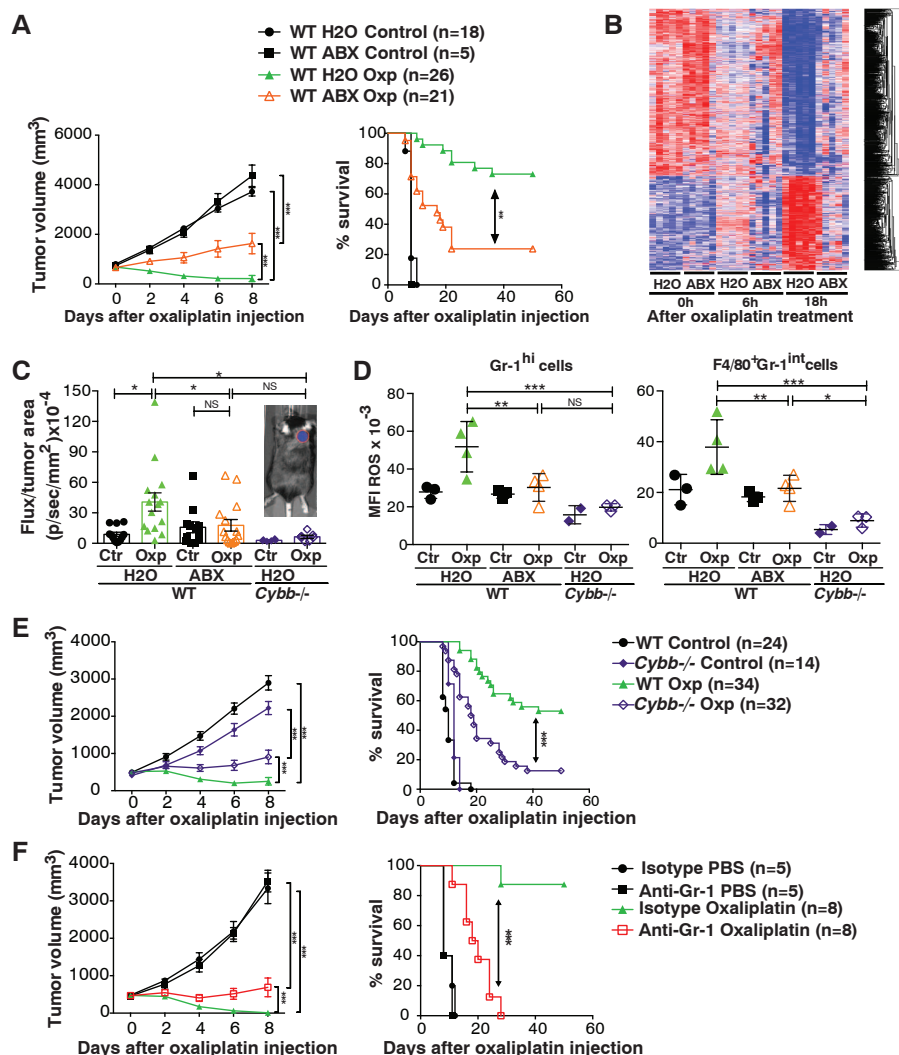 A
WT H2O Control (n=18)
WT ABX Control (n=5)
WT H2O Oxp (n=26)
WT ABX Oxp (n=21)
Tumor volume (mm3)
6000
4000
2000
0
0 2 4 6 8
Days after oxaliplatin injection
***
***
***
% survival
100
80
60
40
20
0
0 20 40 60
Days after oxaliplatin injection
**
B
H2O ABX H2O ABX H2O ABX
0h 6h 18h
After oxaliplatin treatment
C
Flux/tumor area
(p/sec/mm2)x10-4
150
120
90
60
30
0
*
* * NS
NS
Ctr Oxp Ctr Oxp Ctr Oxp
H2O ABX H2O
WT Cybb-/-
D
Gr-1hi cells
MFI ROS x 10-3
80
60
40
20
0
***
** NS
Ctr Oxp Ctr Oxp Ctr Oxp
H2O ABX H2O
WT Cybb-/-
F4/80+Gr-1int cells
60
40
20
0
***
** *
Ctr Oxp Ctr Oxp Ctr Oxp
H2O ABX H2O
WT Cybb-/-
E
Tumor volume (mm3)
4000
3000
2000
1000
0
0 2 4 6 8
Days after oxaliplatin injection
***
***
***
% survival
100
80
60
40
20
0
0 20 40 60
Days after oxaliplatin injection
***
WT Control (n=24)
Cybb-/- Control (n=14)
WT Oxp (n=34)
Cybb-/- Oxp (n=32)
F
Tumor volume (mm3)
4000
3000
2000
1000
0
0 2 4 6 8
Days after oxaliplatin injection
***
***
***
% survival
100
80
60
40
20
0
0 20 40 60
Days after oxaliplatin injection
***
Isotype PBS (n=5)
Anti-Gr-1 PBS (n=5)
Isotype Oxaliplatin (n=8)
Anti-Gr-1 Oxaliplatin (n=8)